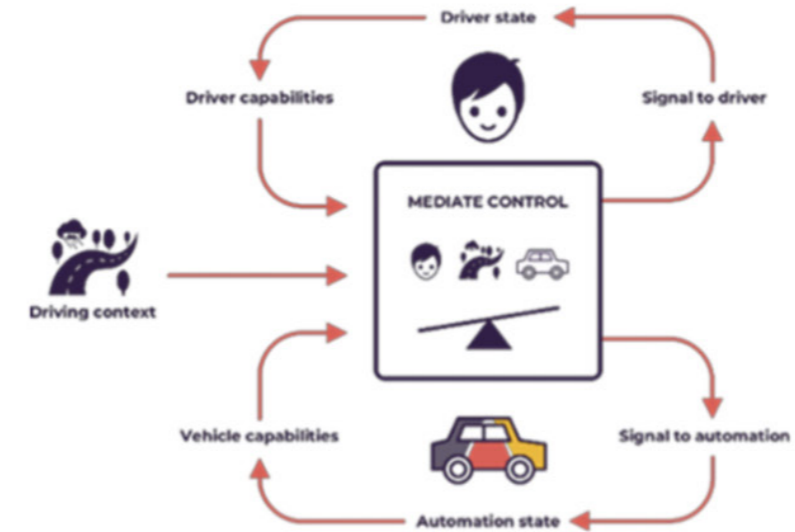 Driver state
Driver capabilities
Signal to driver
MEDIATE CONTROL
Driving context
Vehicle capabilities
Signal to automation
Automation state